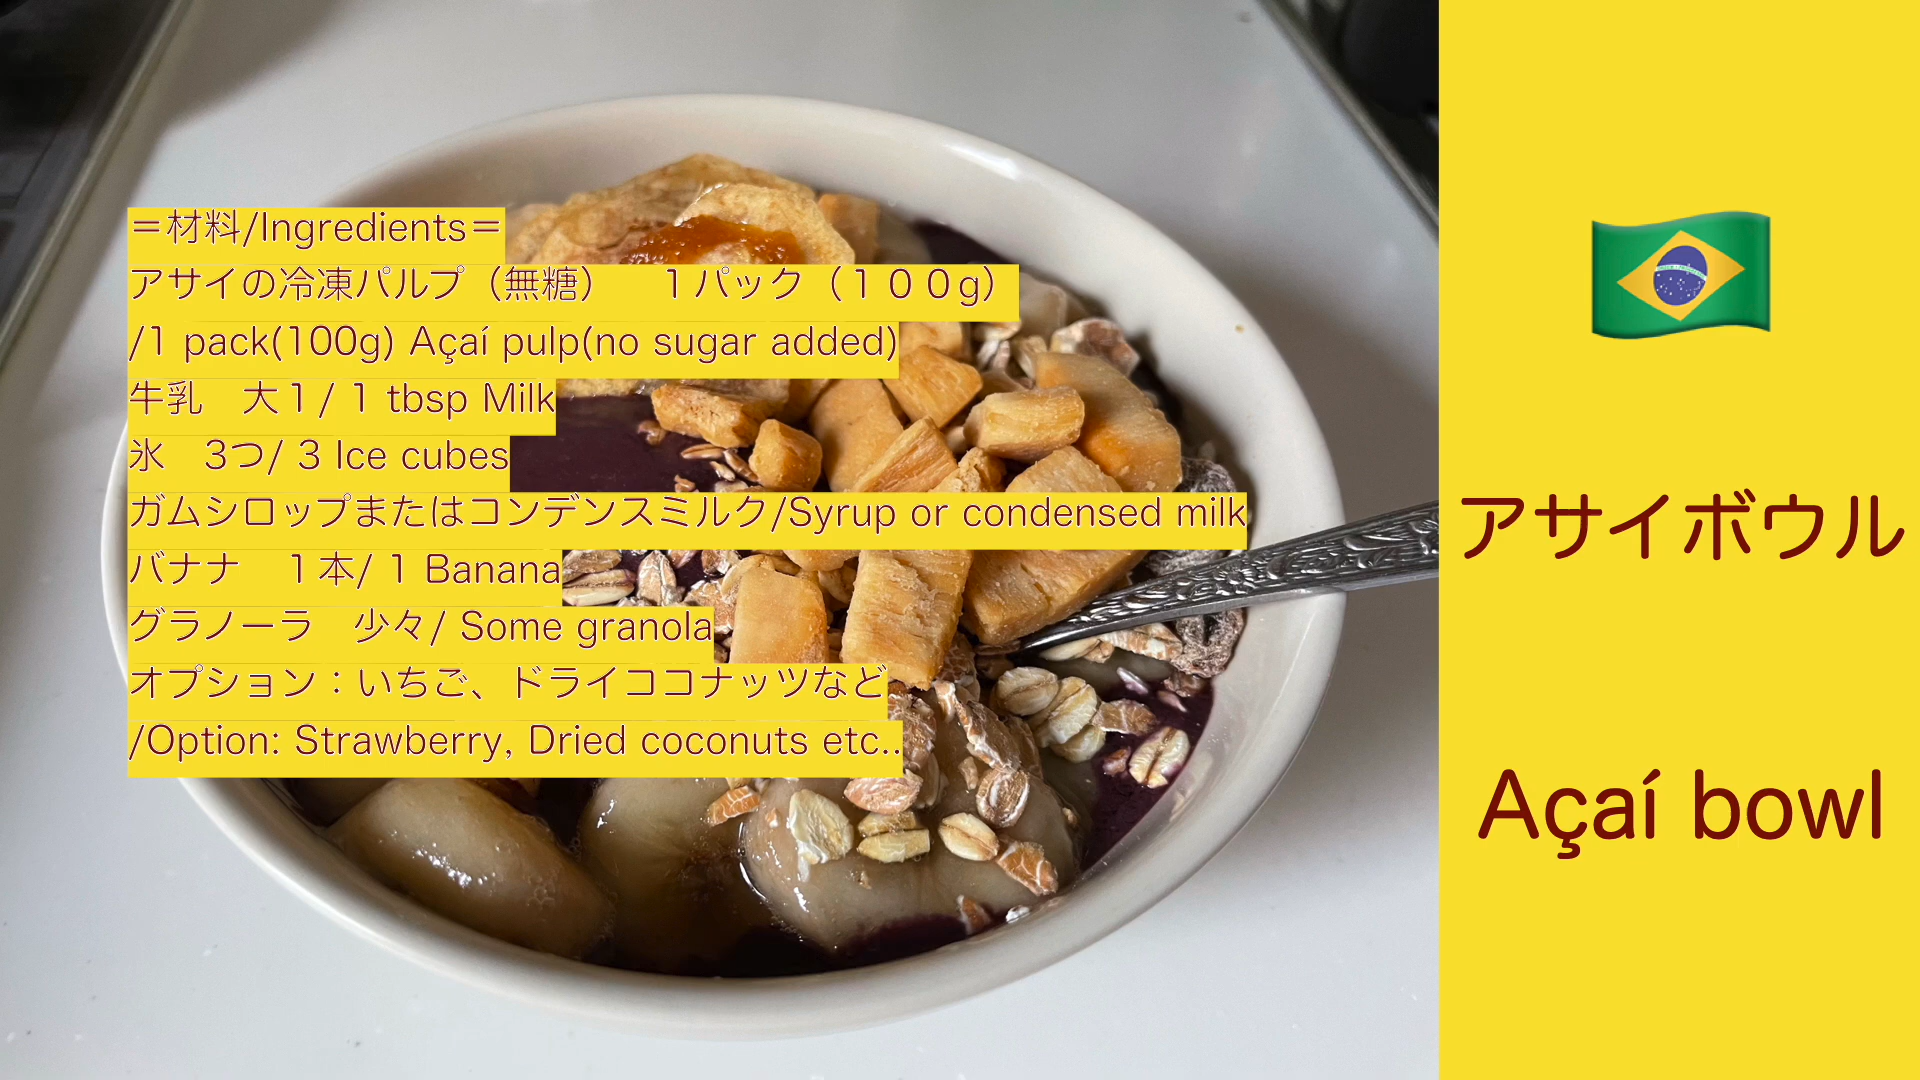 ＝材料/Ingredients＝
アサイの冷凍パルプ（無糖）　１パック（１００g）
/1 pack(100g) Açaí pulp(no sugar added)
牛乳　大１/ 1 tbsp Milk
氷　3つ/ 3 Ice cubes
ガムシロップまたはコンデンスミルク/Syrup or condensed milk
バナナ　１本/ 1 Banana
グラノーラ　少々/ Some granola
オプション：いちご、ドライココナッツなど
/Option: Strawberry, Dried coconuts etc..
アサイボウル
Açaí bowl